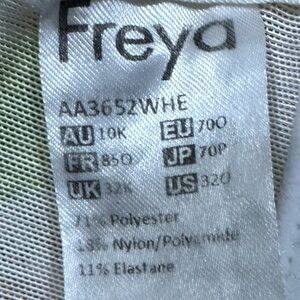 Freya
AA3652WHE
AU 10K EU 70O
FR 85O JP 70P
UK 32K US 32O
71% Polyester
18% Nylon/Polyamide
11% Elastane